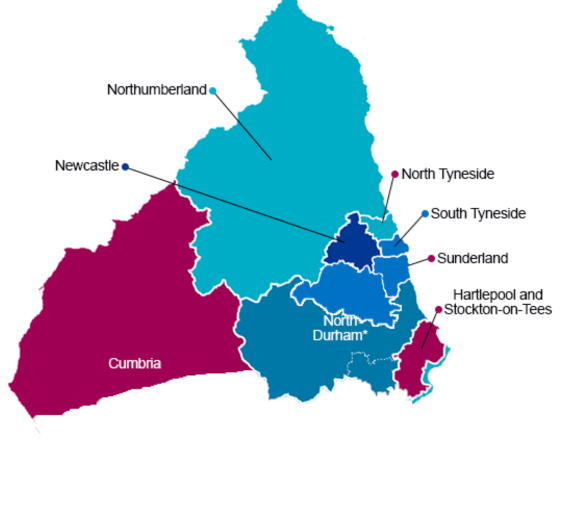 Northumberland
Newcastle
North Tyneside
South Tyneside
Sunderland
Hartlepool and
Stockton-on-Tees
North
Durham*
Cumbria